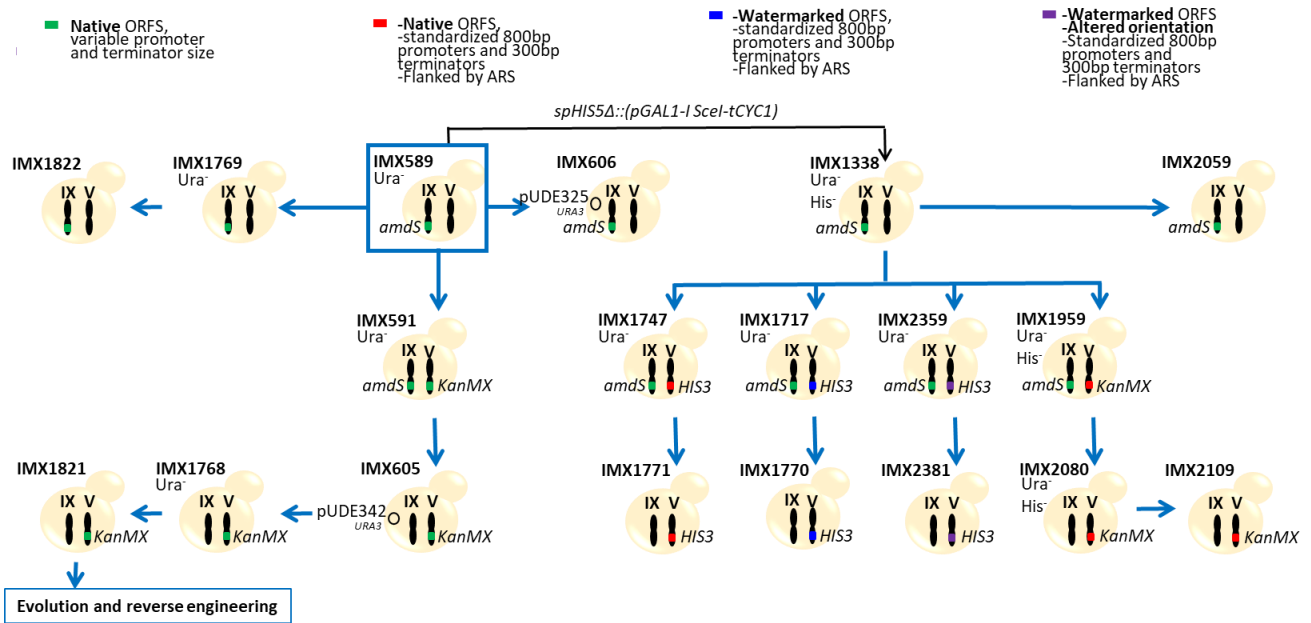 Native ORFS,
variable promoter
and terminator size
-Native ORFS,
-standardized 800bp
promoters and 300bp
terminators
-Flanked by ARS
-Watermarked ORFS,
-standardized 800bp
promoters and 300bp
terminators
-Flanked by ARS
-Watermarked ORFS
-Altered orientation
-Standardized 800bp
promoters and
300bp terminators
-Flanked by ARS
spHIS5Δ::(pGAL1-I SceI-tCYC1)
IMX1822
IX V
IMX1769
Ura-
IX V
IMX589
Ura-
IX V
amdS
IMX606
pUDE325
URA3
IX V
amdS
IMX1338
Ura-
His-
IX V
amdS
IMX2059
IX V
amdS
IMX591
Ura-
IX V
amdS KanMX
IMX1747
Ura-
IX V
amdS HIS3
IMX1717
Ura-
IX V
amdS HIS3
IMX2359
Ura-
IX V
amdS HIS3
IMX1959
Ura-
His-
IX V
amdS KanMX
IMX1821
IX V
KanMX
IMX1768
Ura-
IX V
KanMX
IMX605
pUDE342
URA3
IX V
KanMX
IMX1771
IX V
HIS3
IMX1770
IX V
HIS3
IMX2381
IX V
HIS3
IMX2080
Ura-
His-
IX V
KanMX
IMX2109
IX V
KanMX
Evolution and reverse engineering